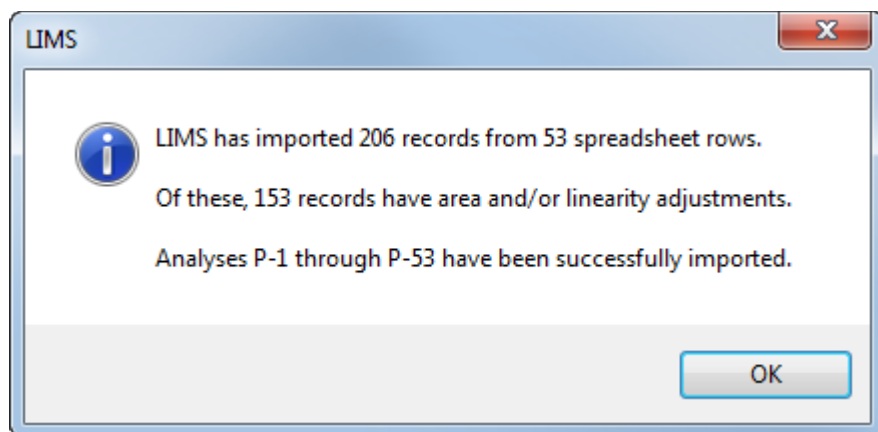 LIMS
LIMS has imported 206 records from 53 spreadsheet rows.
Of these, 153 records have area and/or linearity adjustments.
Analyses P-1 through P-53 have been successfully imported.
OK